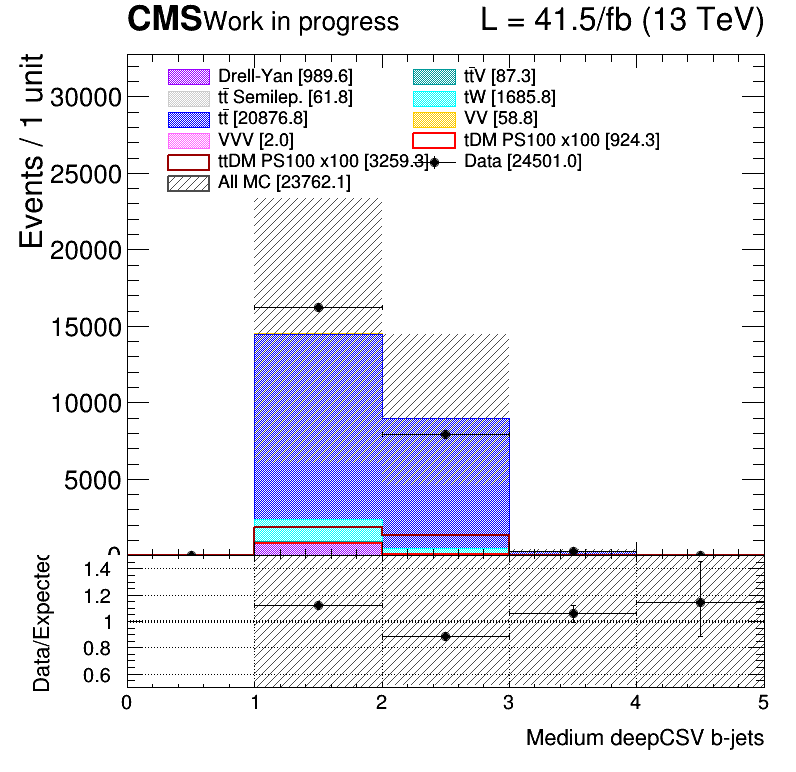 CMS Work in progress L = 41.5/fb (13 TeV)
Events / 1 unit
30000
25000
20000
15000
10000
5000
0
Drell-Yan [989.6]
tt̄V [87.3]
tt̄ Semilep. [61.8]
tW [1685.8]
tt̄ [20876.8]
VV [58.8]
VVV [2.0]
tDM PS100 x100 [924.3]
ttDM PS100 x100 [3259.3]
Data [24501.0]
All MC [23762.1]
Data/Expected
1.4
1.2
1
0.8
0.6
0 1 2 3 4 5
Medium deepCSV b-jets